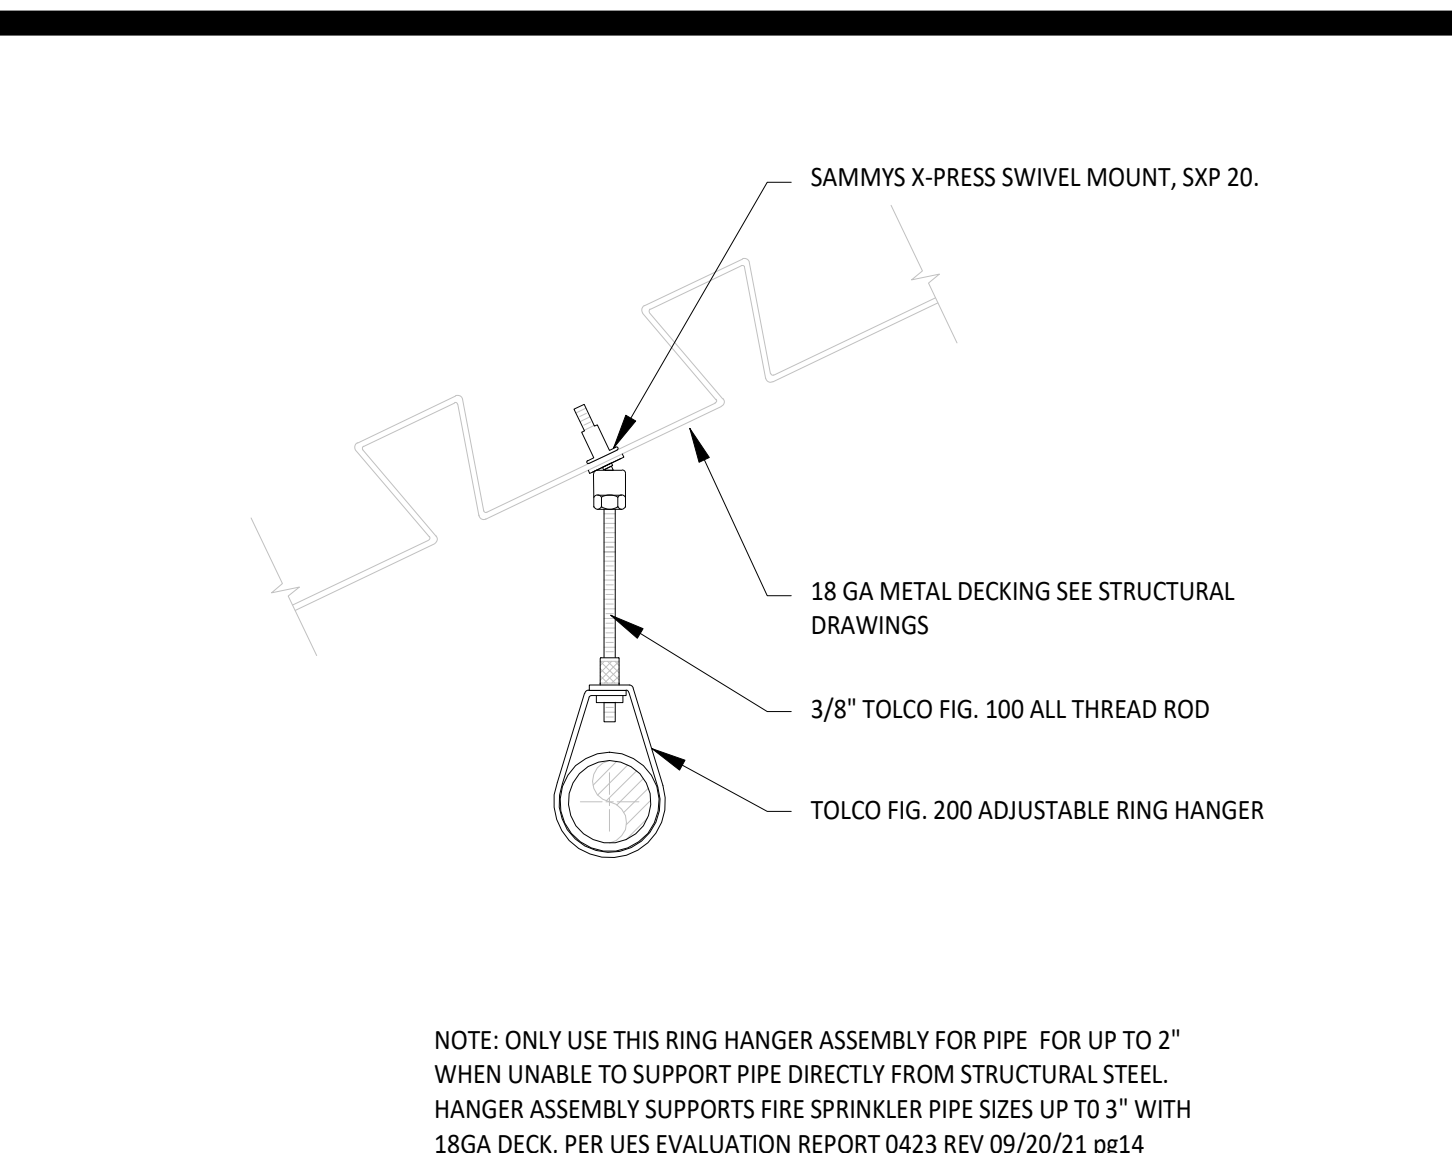 SAMMYS X-PRESS SWIVEL MOUNT, SXP 20.
18 GA METAL DECKING SEE STRUCTURAL
DRAWINGS
3/8" TOLCO FIG. 100 ALL THREAD ROD
TOLCO FIG. 200 ADJUSTABLE RING HANGER
NOTE: ONLY USE THIS RING HANGER ASSEMBLY FOR PIPE  FOR UP TO 2"
WHEN UNABLE TO SUPPORT PIPE DIRECTLY FROM STRUCTURAL STEEL.
HANGER ASSEMBLY SUPPORTS FIRE SPRINKLER PIPE SIZES UP T0 3" WITH
18GA DECK. PER UES EVALUATION REPORT 0423 REV 09/20/21 pg14